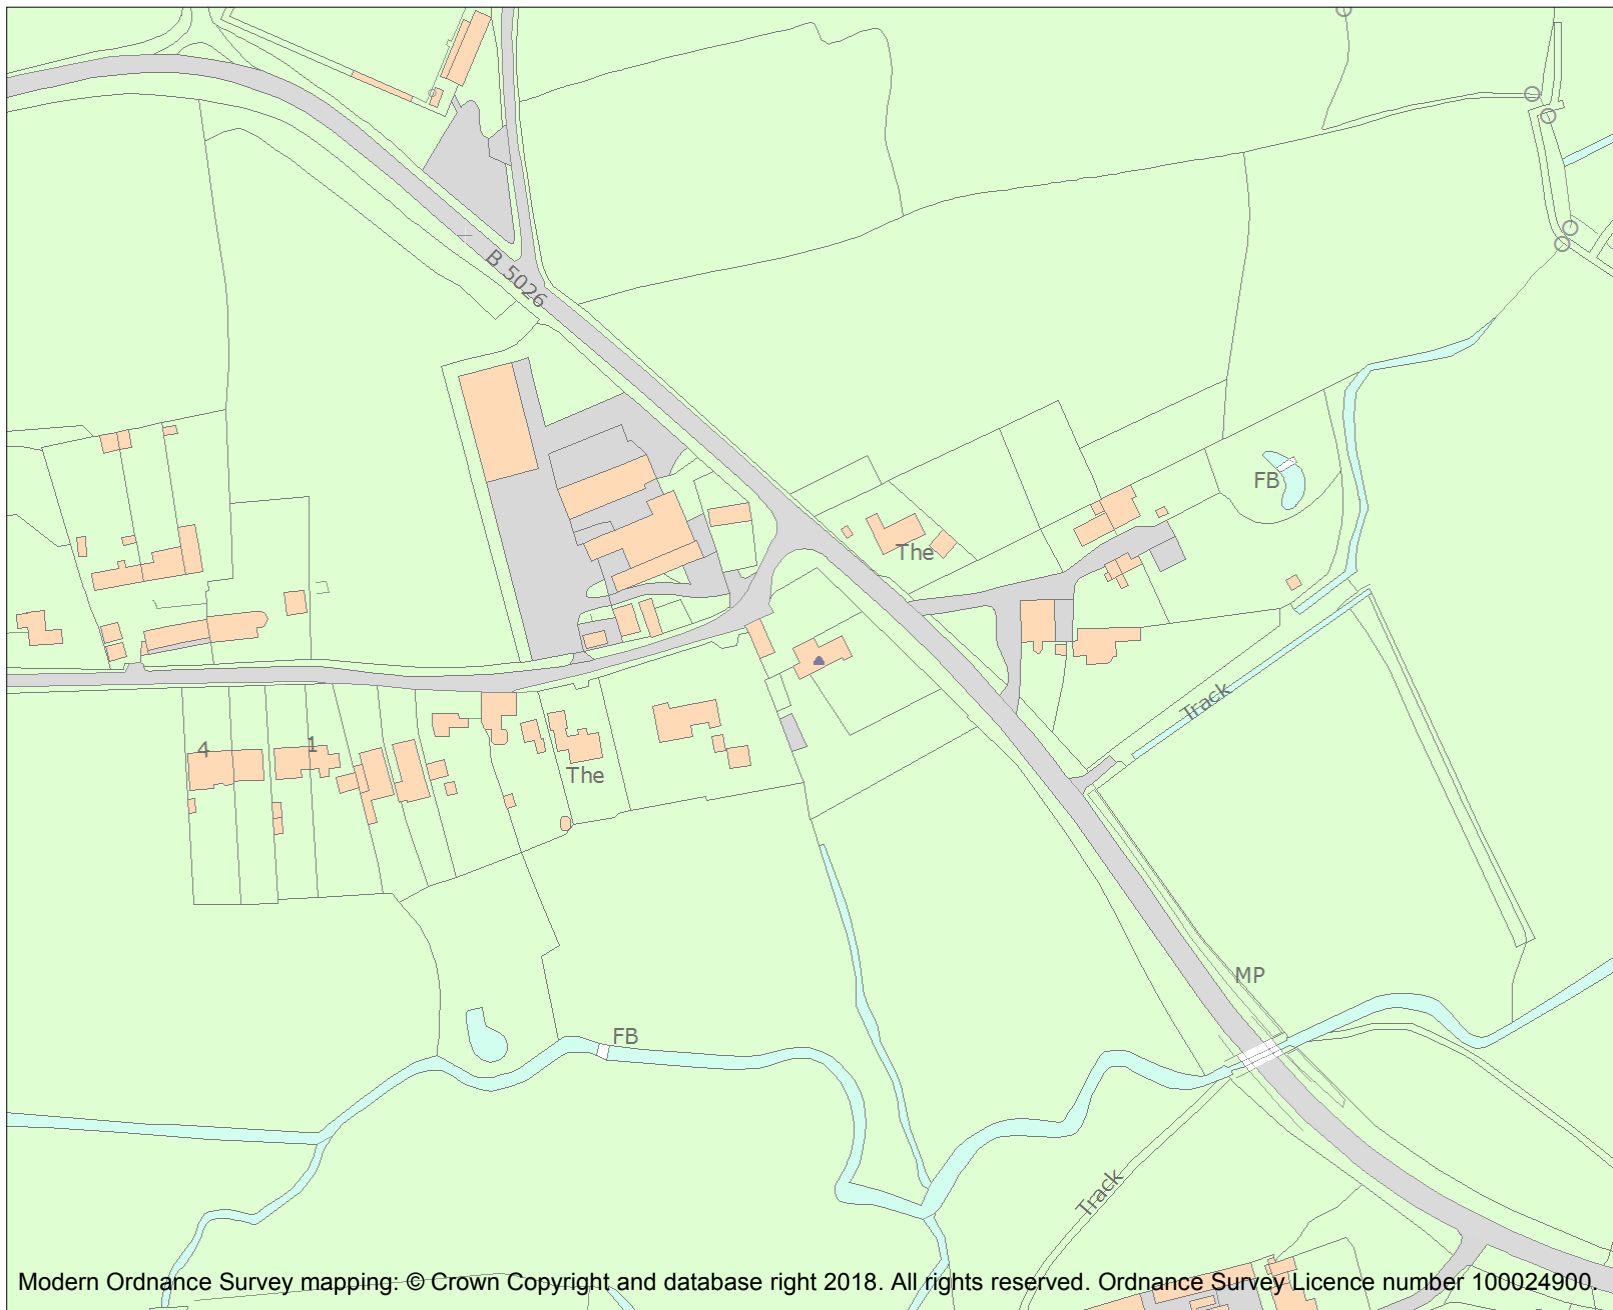 B 5026
FB
The
Track
4
1
The
MP
FB
Track
Modern Ordnance Survey mapping: © Crown Copyright and database right 2018. All rights reserved. Ordnance Survey Licence number 100024900.